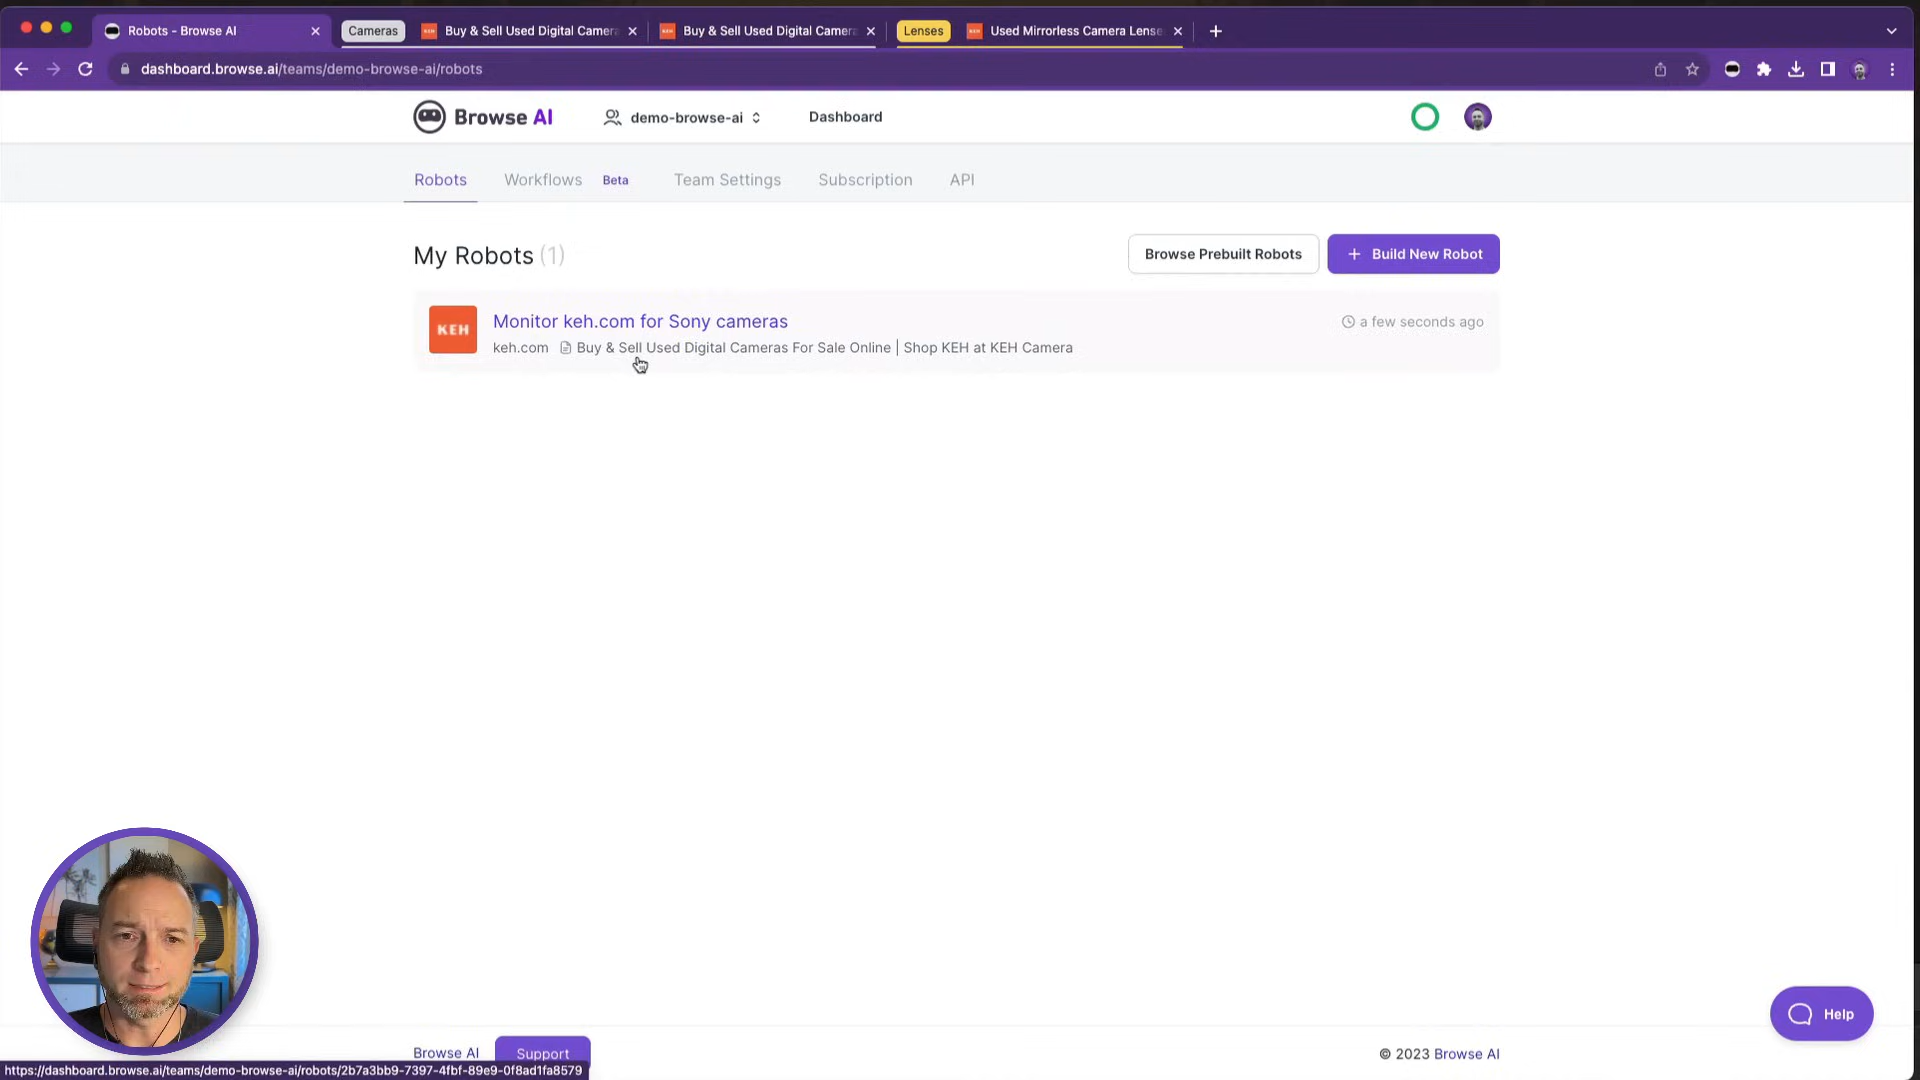 Robots - Browse AI
Cameras
Buy & Sell Used Digital Camera
Buy & Sell Used Digital Camera
Lenses
Used Mirrorless Camera Lense
dashboard.browse.ai/teams/demo-browse-ai/robots
Browse AI
demo-browse-ai
Dashboard
Robots
Workflows
Beta
Team Settings
Subscription
API
My Robots (1)
Browse Prebuilt Robots
+ Build New Robot
KEH
Monitor keh.com for Sony cameras
a few seconds ago
keh.com
Buy & Sell Used Digital Cameras For Sale Online | Shop KEH at KEH Camera
Help
Browse AI
Support
© 2023 Browse AI
https://dashboard.browse.ai/teams/demo-browse-ai/robots/2b7a3bb9-7397-4fbf-89e9-0f8ad1fa8579